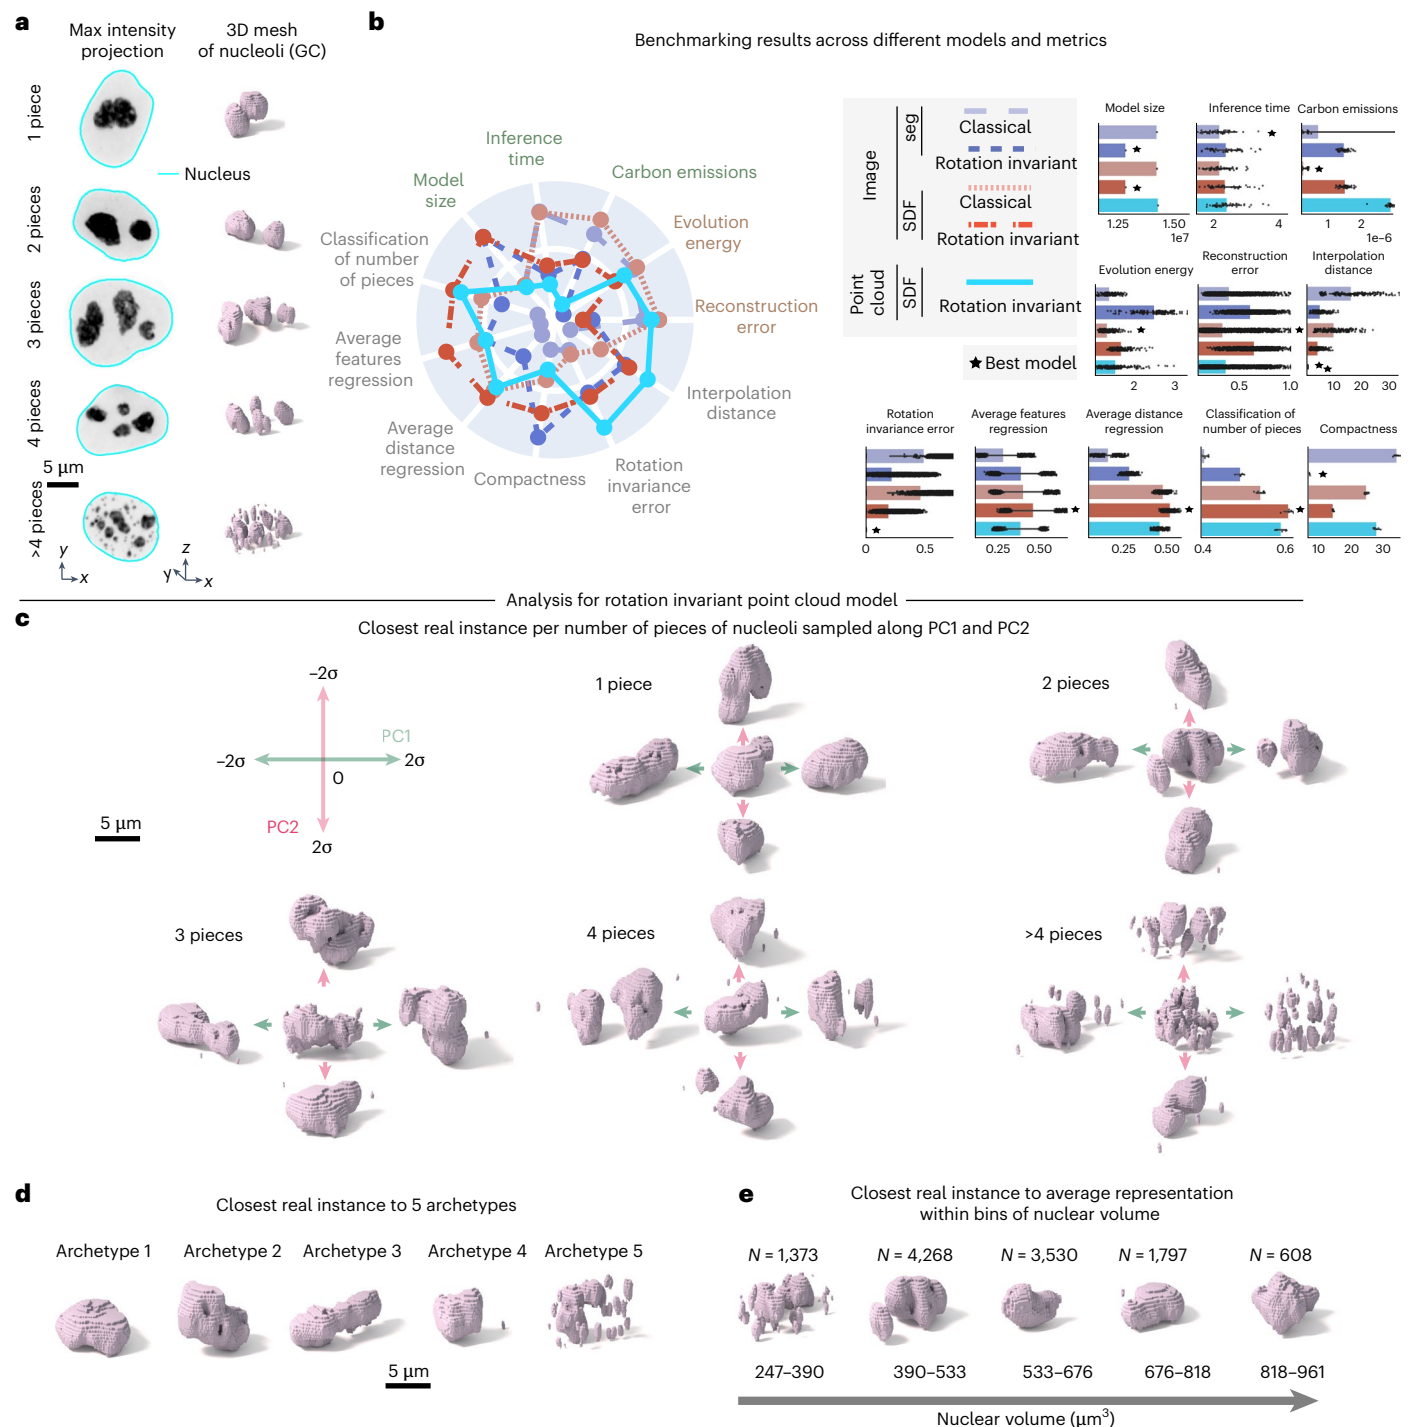 a
Max intensity
projection
3D mesh
of nucleoli (GC)
1 piece
Nucleus
2 pieces
3 pieces
4 pieces
5 μm
>4 pieces
y
x
z
y
x
b
Benchmarking results across different models and metrics
Inference
time
Carbon emissions
Model
size
Evolution
energy
Classification
of number
of pieces
Reconstruction
error
Average
features
regression
Interpolation
distance
Average
distance
regression
Compactness
Rotation
invariance
error
Image
seg
Classical
Rotation invariant
SDF
Classical
Rotation invariant
Point
cloud
SDF
Rotation invariant
★ Best model
Model size
1.125 1.150
1e7
Inference time
2 4
Carbon emissions
1 2
1e–6
Evolution energy
2 3
Reconstruction
error
0.5 1.0
Interpolation
distance
10 20 30
Rotation
invariance error
0 0.5
Average features
regression
0.25 0.50
Average distance
regression
0.25 0.50
Classification of
number of pieces
0.4 0.6
Compactness
10 20 30
Analysis for rotation invariant point cloud model
c
Closest real instance per number of pieces of nucleoli sampled along PC1 and PC2
–2σ
PC1
–2σ 2σ
0
PC2
2σ
5 μm
1 piece
2 pieces
3 pieces
4 pieces
>4 pieces
d
Closest real instance to 5 archetypes
Archetype 1 Archetype 2 Archetype 3 Archetype 4 Archetype 5
5 μm
e
Closest real instance to average representation
within bins of nuclear volume
N = 1,373 N = 4,268 N = 3,530 N = 1,797 N = 608
247–390 390–533 533–676 676–818 818–961
Nuclear volume (μm³)